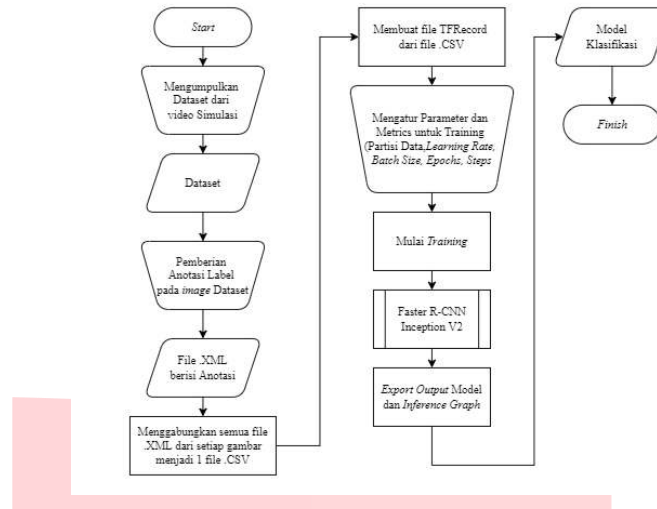 Start
Mengumpulkan
Dataset dari
video Simulasi
Dataset
Pemberian
Anotasi Label
pada image Dataset
File .XML
berisi Anotasi
Menggabungkan semua file
.XML dari setiap gambar
menjadi 1 file .CSV
Membuat file TFRecord
dari file .CSV
Mengatur Parameter dan
Metrics untuk Training
(Partisi Data,Learning Rate,
Batch Size, Epochs, Steps
Mulai Training
Faster R-CNN
Inception V2
Export Output Model
dan Inference Graph
Model
Klasifikasi
Finish